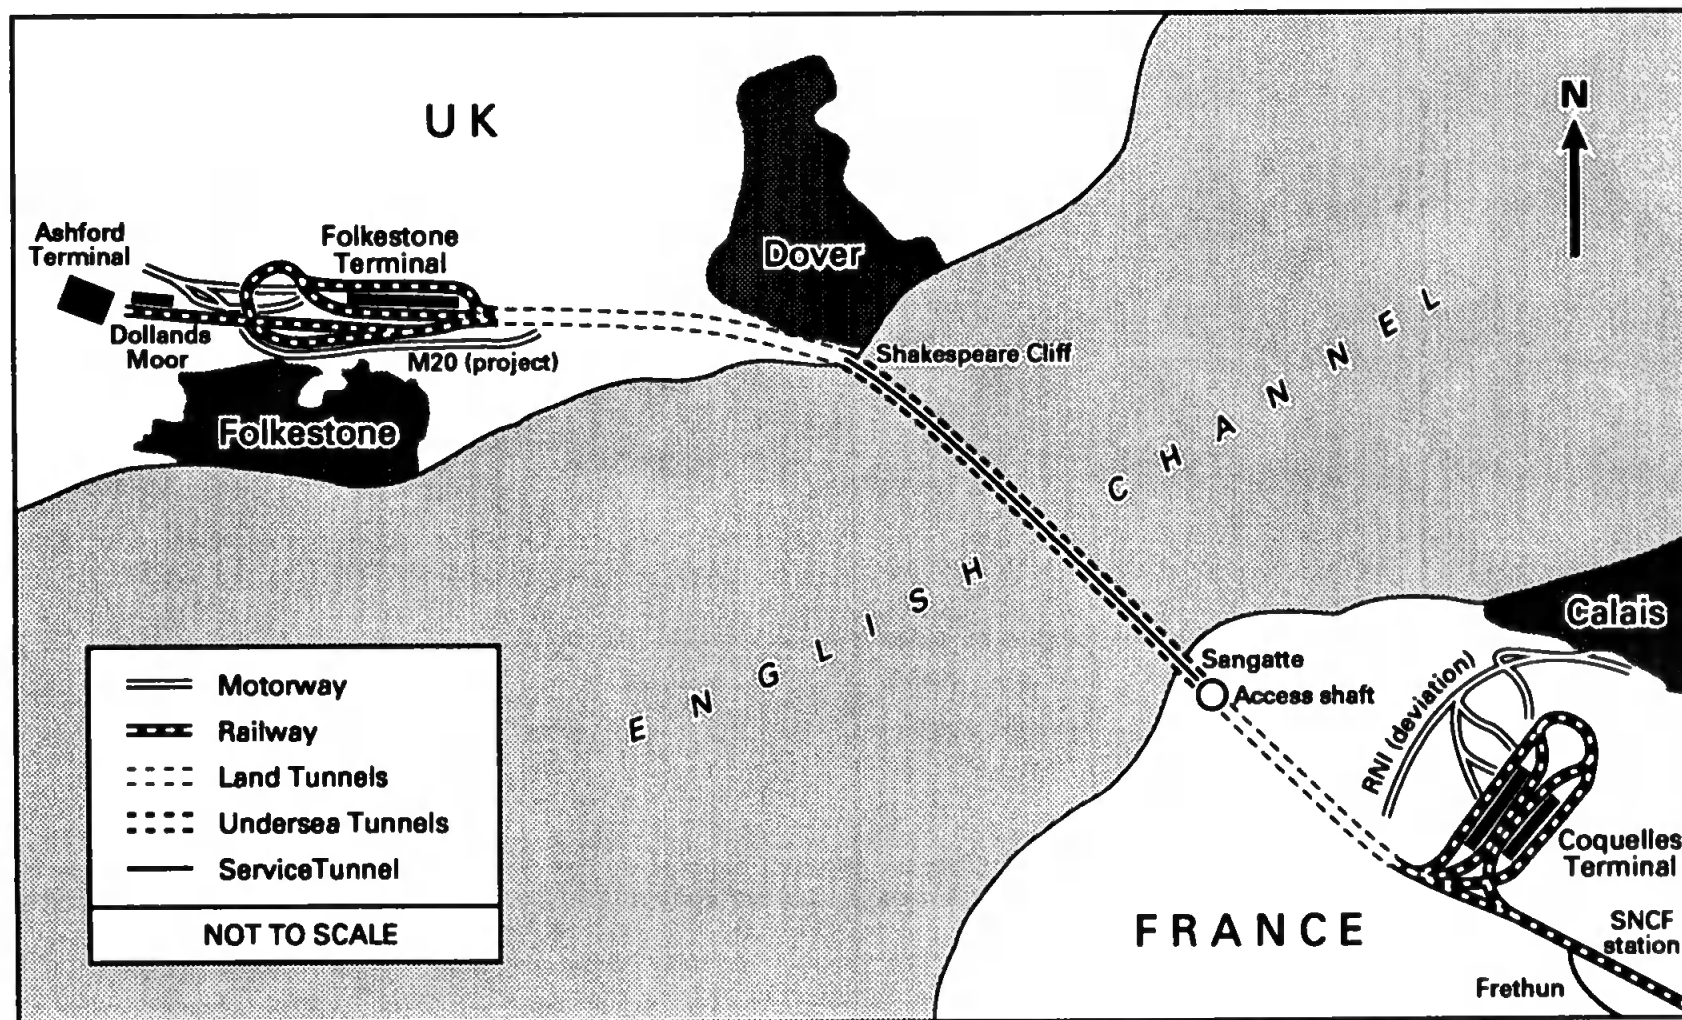 UK
N
Ashford
Terminal
Folkestone
Terminal
Dover
Dollands
Moor
M20 (project)
Shakespeare Cliff
Folkestone
ENGLISH CHANNEL
Calais
Sangatte
Access shaft
RNI (deviation)
Coquelles
Terminal
FRANCE
SNCF
station
Frethun
Motorway
Railway
Land Tunnels
Undersea Tunnels
ServiceTunnel
NOT TO SCALE